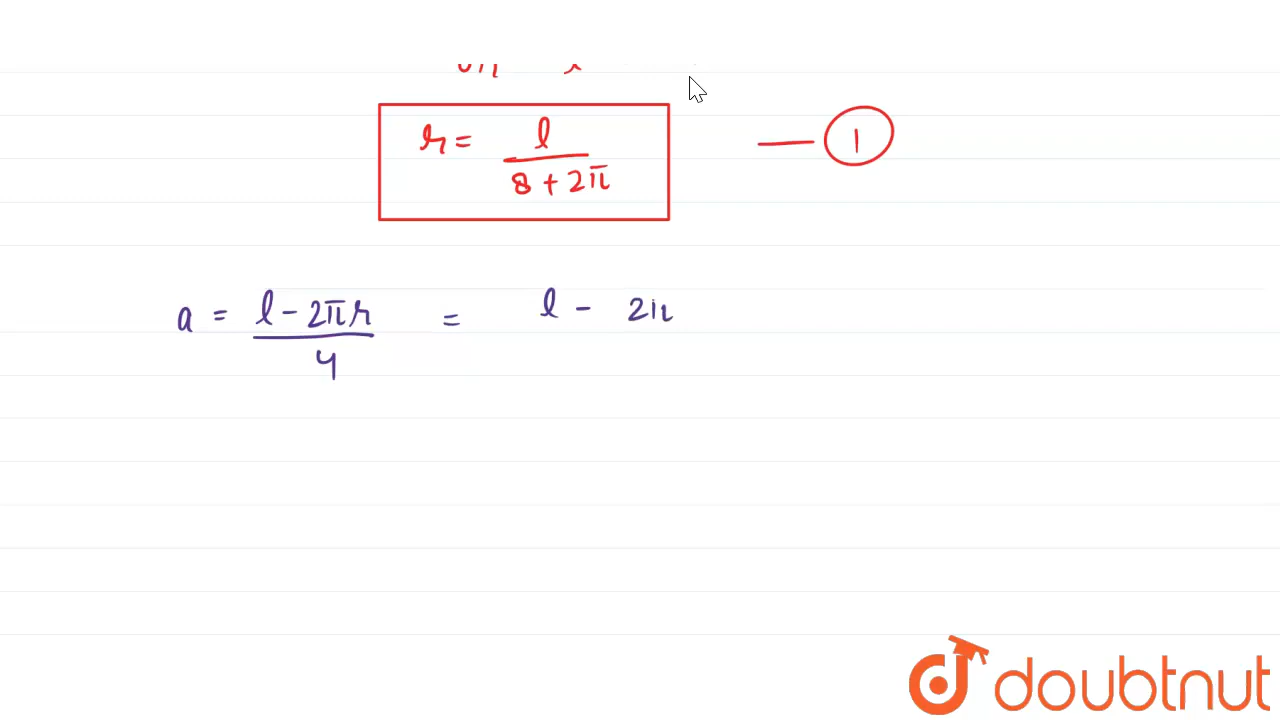 r = l / 8 + 2π — 1
a = l - 2πr / 4 = l - 2π
doubtnut